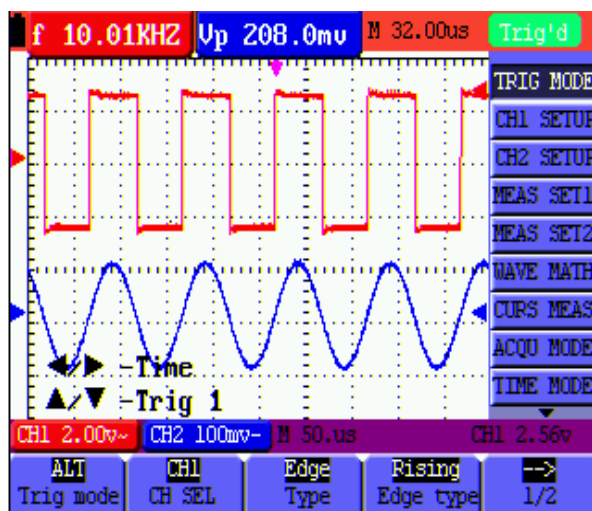 f 10.01KHZ Vp 208.0mv M 32.00us Trig'd
TRIG MODE
CH1 SETUP
CH2 SETUP
MEAS SET1
MEAS SET2
WAVE MATH
CURS MEAS
ACQU MODE
TIME MODE
◀/▶ -Time
▲/▼ -Trig 1
CH1 2.00v~ CH2 100mv- M 50.us CH1 2.56v
ALT CH1 Edge Rising -->
Trig mode CH SEL Type Edge type 1/2